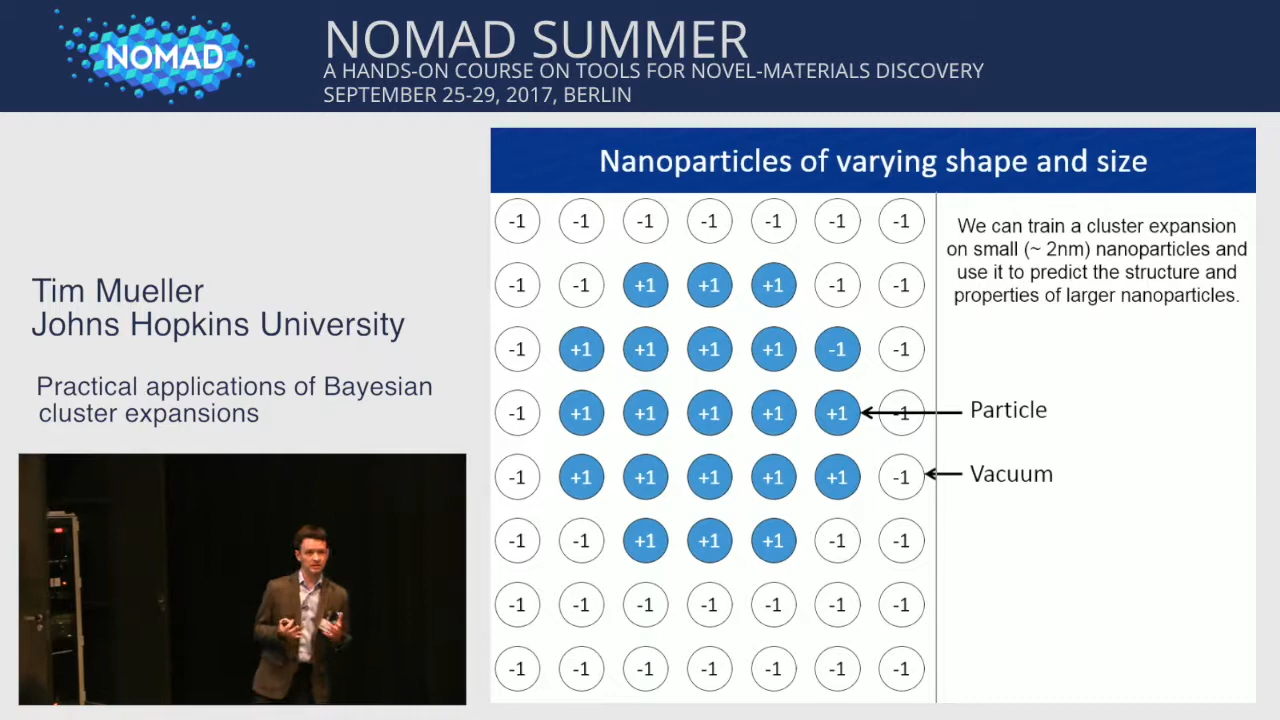 NOMAD
NOMAD SUMMER
A HANDS-ON COURSE ON TOOLS FOR NOVEL-MATERIALS DISCOVERY
SEPTEMBER 25-29, 2017, BERLIN
Tim Mueller
Johns Hopkins University
Practical applications of Bayesian
cluster expansions
Nanoparticles of varying shape and size
-1 -1 -1 -1 -1 -1 -1
-1 -1 +1 +1 +1 -1 -1
-1 +1 +1 +1 +1 -1 -1
-1 +1 +1 +1 +1 +1 -1
-1 +1 +1 +1 +1 +1 -1
-1 -1 +1 +1 +1 -1 -1
-1 -1 -1 -1 -1 -1 -1
-1 -1 -1 -1 -1 -1 -1
We can train a cluster expansion
on small (~ 2nm) nanoparticles and
use it to predict the structure and
properties of larger nanoparticles.
Particle
Vacuum